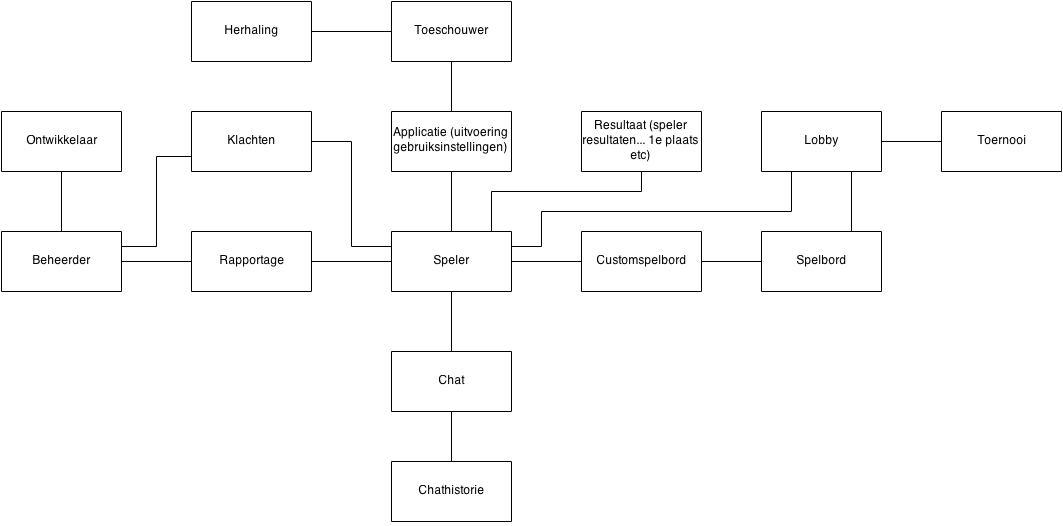 Herhaling
Toeschouwer
Ontwikkelaar
Klachten
Applicatie (uitvoering
gebruiksinstellingen)
Resultaat (speler
resultaten... 1e plaats
etc)
Lobby
Toernooi
Beheerder
Rapportage
Speler
Customspelbord
Spelbord
Chat
Chathistorie